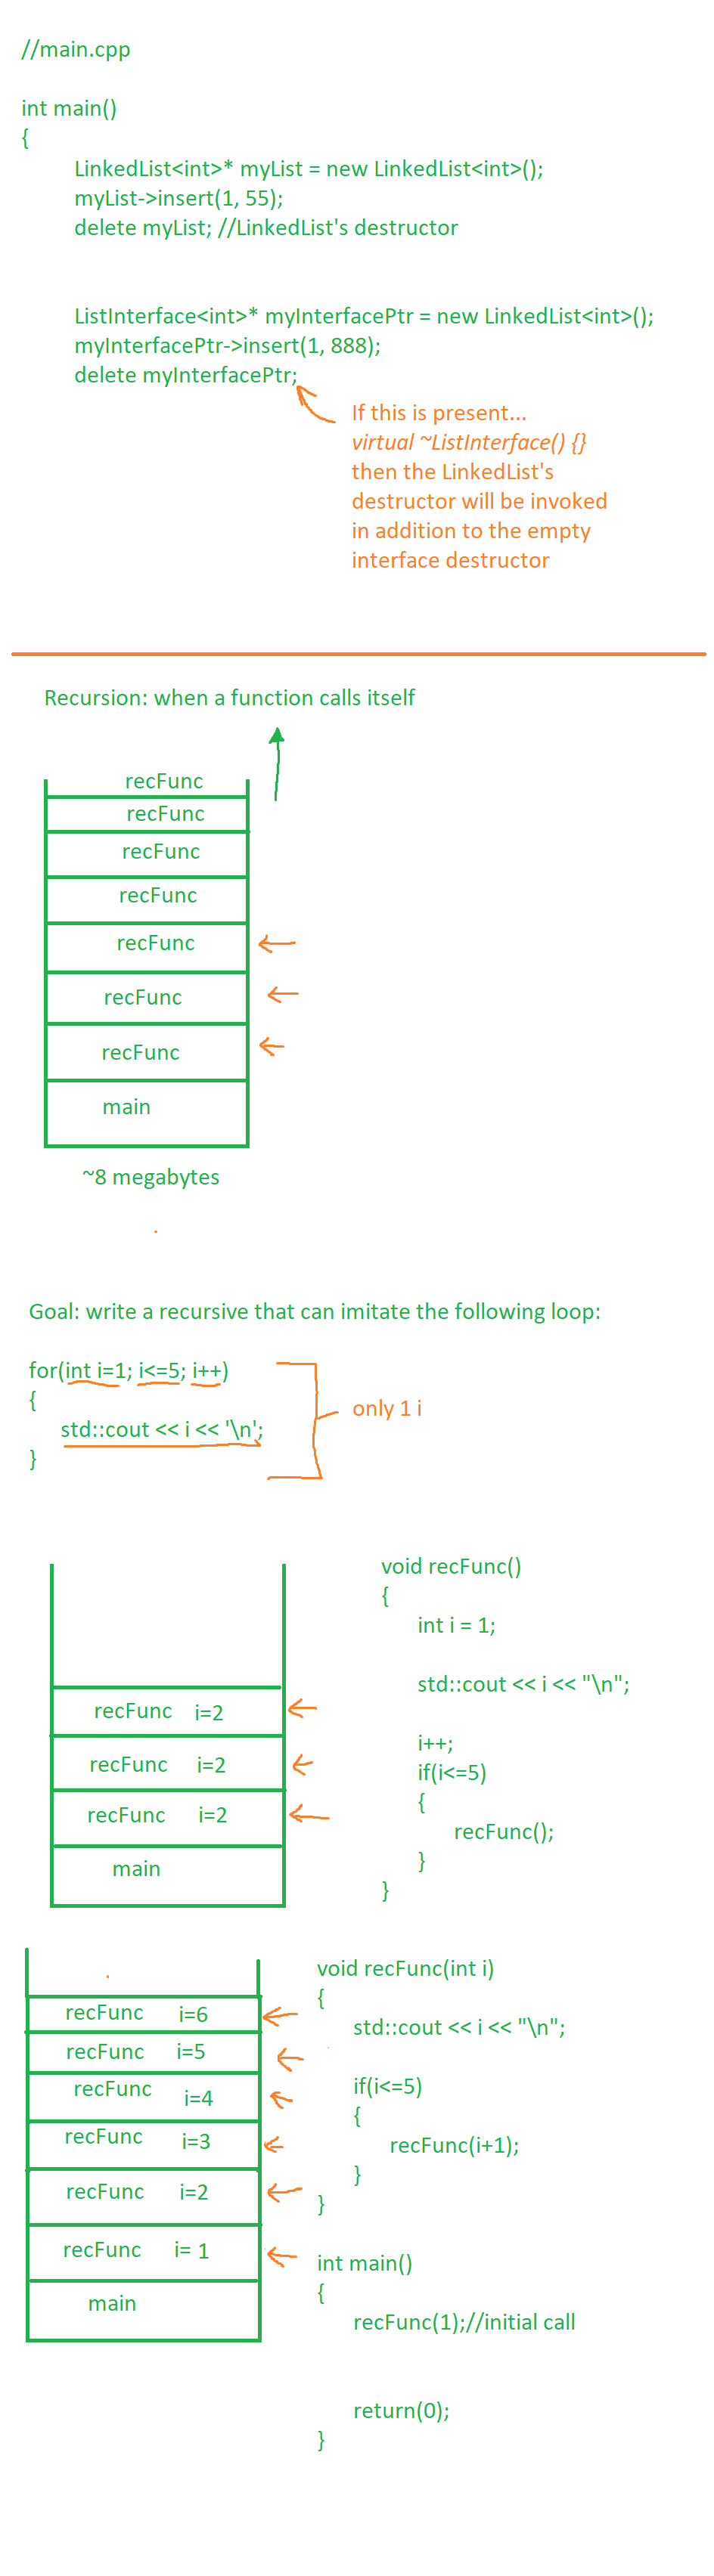 //main.cpp
int main()
{
LinkedList<int>* myList = new LinkedList<int>();
myList->insert(1, 55);
delete myList; //LinkedList's destructor
ListInterface<int>* myInterfacePtr = new LinkedList<int>();
myInterfacePtr->insert(1, 888);
delete myInterfacePtr;
If this is present...
virtual ~ListInterface() {}
then the LinkedList's
destructor will be invoked
in addition to the empty
interface destructor
Recursion: when a function calls itself
recFunc
recFunc
recFunc
recFunc
recFunc
recFunc
recFunc
main
~8 megabytes
Goal: write a recursive that can imitate the following loop:
for(int i=1; i<=5; i++)
{
std::cout << i << '\n';
}
only 1 i
recFunc i=2
recFunc i=2
recFunc i=2
main
void recFunc()
{
int i = 1;
std::cout << i << "\n";
i++;
if(i<=5)
{
recFunc();
}
}
recFunc i=6
recFunc i=5
recFunc i=4
recFunc i=3
recFunc i=2
recFunc i= 1
main
void recFunc(int i)
{
std::cout << i << "\n";
if(i<=5)
{
recFunc(i+1);
}
}
int main()
{
recFunc(1);//initial call
return(0);
}